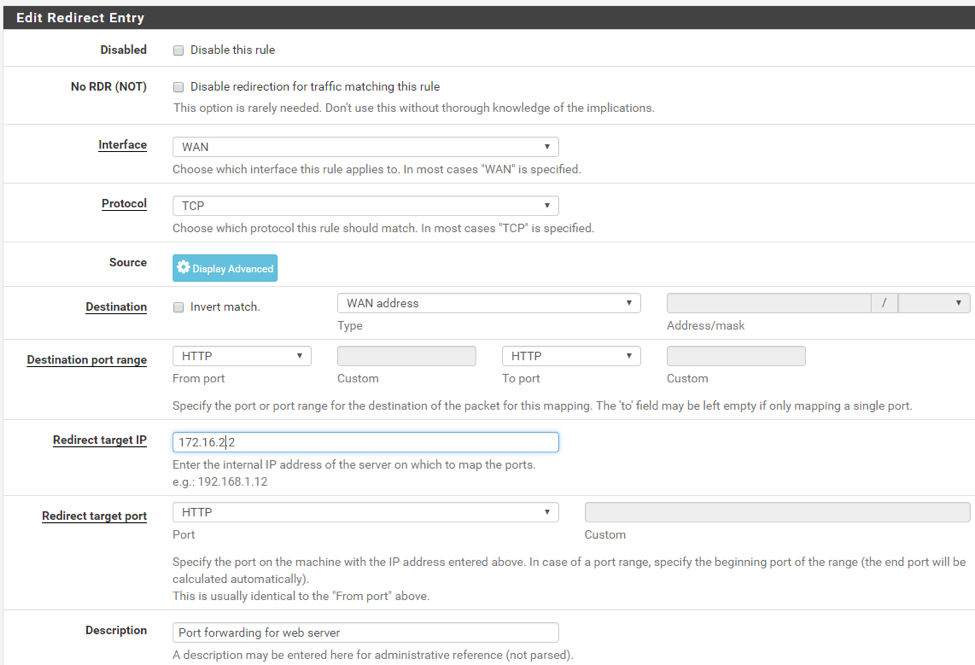 Edit Redirect Entry
Disabled
Disable this rule
No RDR (NOT)
Disable redirection for traffic matching this rule
This option is rarely needed. Don't use this without thorough knowledge of the implications.
Interface
WAN
Choose which interface this rule applies to. In most cases "WAN" is specified.
Protocol
TCP
Choose which protocol this rule should match. In most cases "TCP" is specified.
Source
Display Advanced
Destination
Invert match.
WAN address
/
Type
Address/mask
Destination port range
HTTP
HTTP
From port
Custom
To port
Custom
Specify the port or port range for the destination of the packet for this mapping. The 'to' field may be left empty if only mapping a single port.
Redirect target IP
172.16.2.2
Enter the internal IP address of the server on which to map the ports.
e.g.: 192.168.1.12
Redirect target port
HTTP
Port
Custom
Specify the port on the machine with the IP address entered above. In case of a port range, specify the beginning port of the range (the end port will be
calculated automatically).
This is usually identical to the "From port" above.
Description
Port forwarding for web server
A description may be entered here for administrative reference (not parsed).